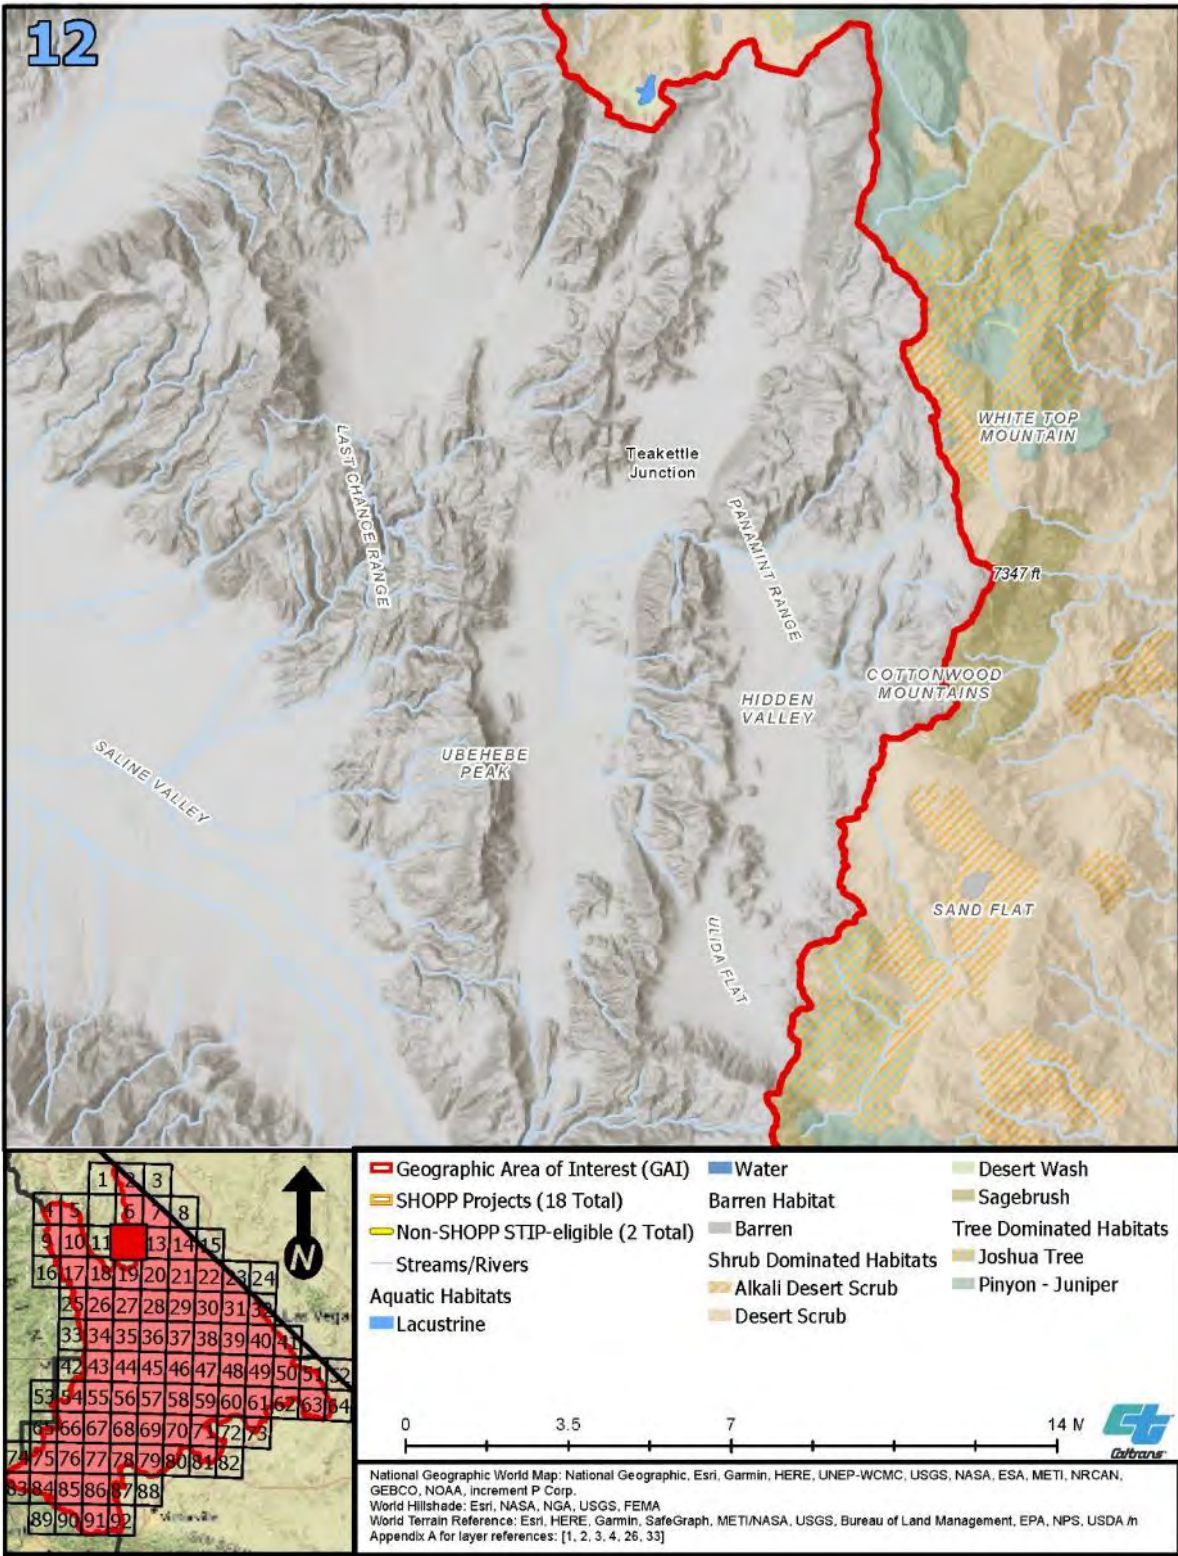 12
Teakettle
Junction
WHITE TOP
MOUNTAIN
LAST CHANCE RANGE
PANAMINT RANGE
7347 ft
COTTONWOOD
MOUNTAINS
HIDDEN
VALLEY
SALINE VALLEY
UBEHEBE
PEAK
SAND FLAT
ULIDA FLAT
1 2 3
4 5 6 7 8
9 10 11 13 14 15
16 17 18 19 20 21 22 23 24
25 26 27 28 29 30 31 32
Las Vega
33 34 35 36 37 38 39 40 41
42 43 44 45 46 47 48 49 50 51 52
53 54 55 56 57 58 59 60 61 62 63 64
65 66 67 68 69 70 71 72 73
74 75 76 77 78 79 80 81 82
83 84 85 86 87 88
89 90 91 92
N
Geographic Area of Interest (GAI)
SHOPP Projects (18 Total)
Non-SHOPP STIP-eligible (2 Total)
Streams/Rivers
Aquatic Habitats
Lacustrine
Water
Barren Habitat
Barren
Shrub Dominated Habitats
Alkali Desert Scrub
Desert Scrub
Desert Wash
Sagebrush
Tree Dominated Habitats
Joshua Tree
Pinyon - Juniper
0 3.5 7 14 M
Caltrans
National Geographic World Map: National Geographic, Esri, Garmin, HERE, UNEP-WCMC, USGS, NASA, ESA, METI, NRCAN,
GEBCO, NOAA, increment P Corp.
World Hillshade: Esri, NASA, NGA, USGS, FEMA
World Terrain Reference: Esri, HERE, Garmin, SafeGraph, METI/NASA, USGS, Bureau of Land Management, EPA, NPS, USDA /n
Appendix A for layer references: [1, 2, 3, 4, 26, 33]